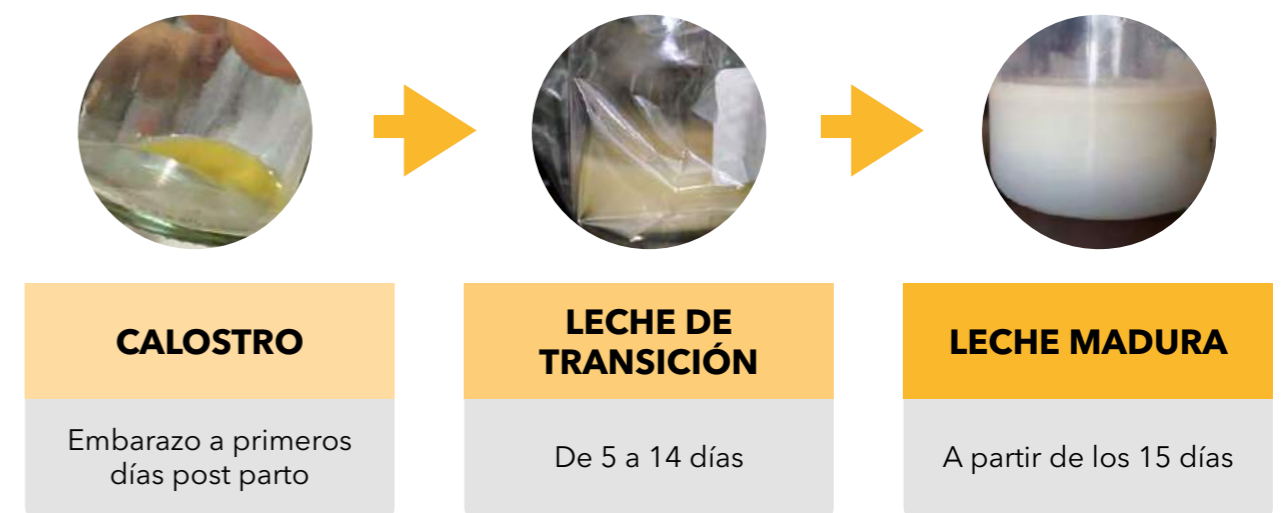 CALOSTRO
LECHE DE
TRANSICIÓN
LECHE MADURA
Embarazo a primeros
días post parto
De 5 a 14 días
A partir de los 15 días